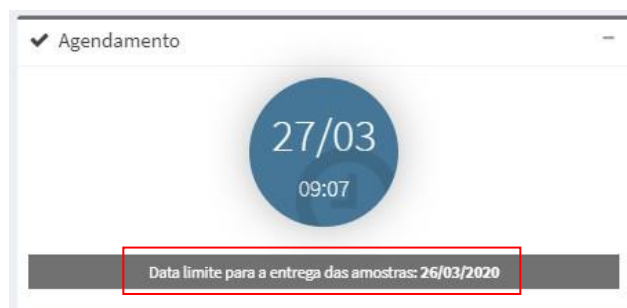 Agendamento
27/03
09:07
Data limite para a entrega das amostras: 26/03/2020